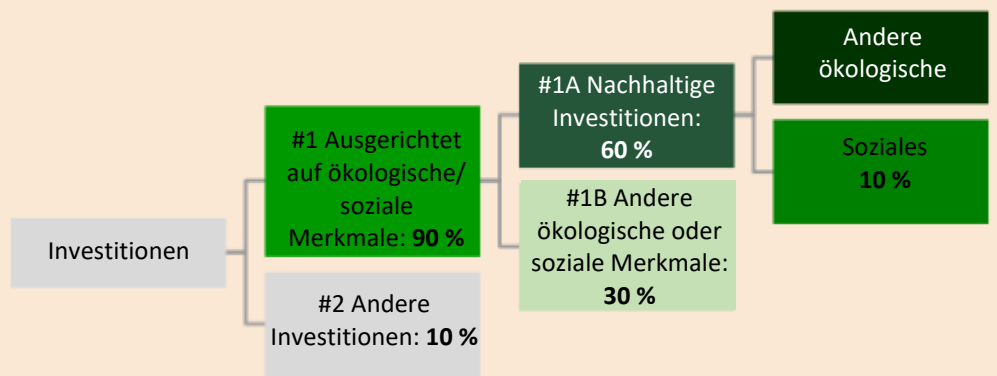 Investitionen
#1 Ausgerichtet
auf ökologische/
soziale
Merkmale: 90 %
#2 Andere
Investitionen: 10 %
#1A Nachhaltige
Investitionen:
60 %
#1B Andere
ökologische oder
soziale Merkmale:
30 %
Andere
ökologische
Soziales
10 %